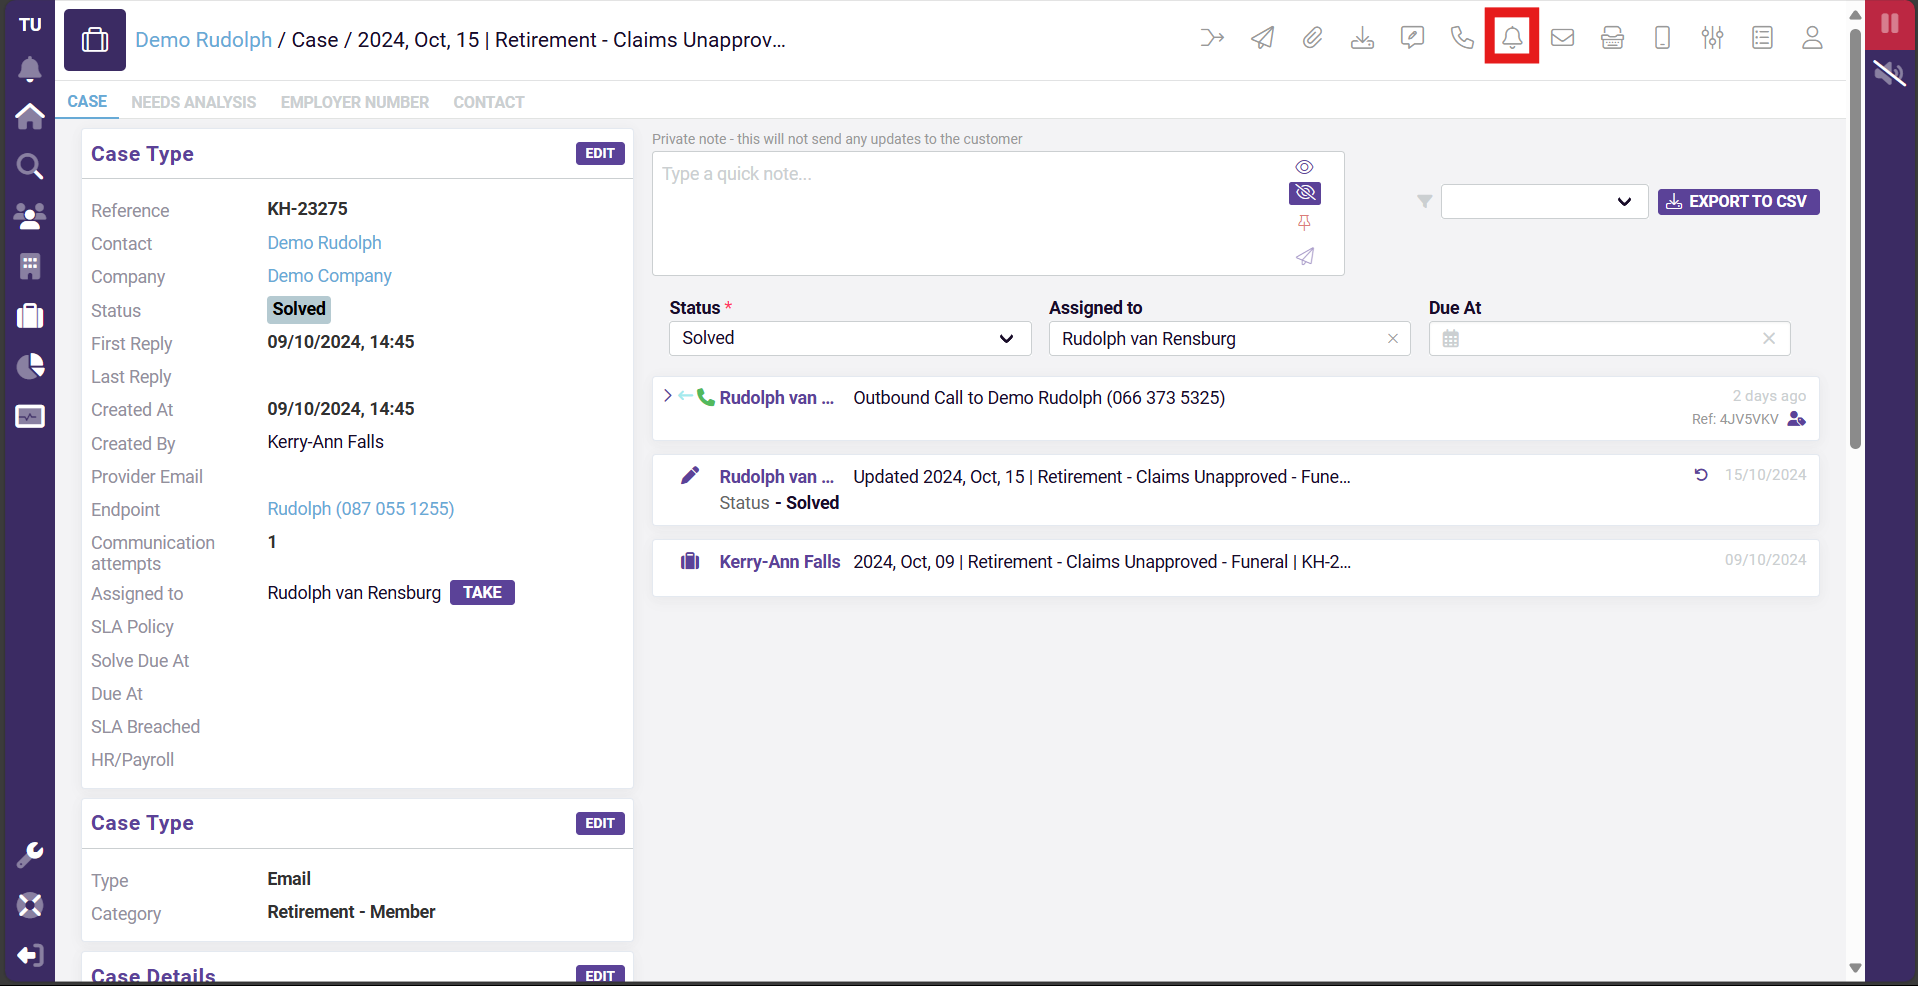 TU
Demo Rudolph / Case / 2024, Oct, 15 | Retirement - Claims Unapprov...
CASE NEEDS ANALYSIS EMPLOYER NUMBER CONTACT
Case Type EDIT
Reference KH-23275
Contact Demo Rudolph
Company Demo Company
Status Solved
First Reply 09/10/2024, 14:45
Last Reply
Created At 09/10/2024, 14:45
Created By Kerry-Ann Falls
Provider Email
Endpoint Rudolph (087 055 1255)
Communication attempts 1
Assigned to Rudolph van Rensburg TAKE
SLA Policy
Solve Due At
Due At
SLA Breached
HR/Payroll
Case Type EDIT
Type Email
Category Retirement - Member
Case Details EDIT
Private note - this will not send any updates to the customer
Type a quick note...
EXPORT TO CSV
Status * Assigned to Due At
Solved Rudolph van Rensburg
Rudolph van ... Outbound Call to Demo Rudolph (066 373 5325) 2 days ago
Ref: 4JV5VKV
Rudolph van ... Updated 2024, Oct, 15 | Retirement - Claims Unapproved - Fune... 15/10/2024
Status - Solved
Kerry-Ann Falls 2024, Oct, 09 | Retirement - Claims Unapproved - Funeral | KH-2... 09/10/2024